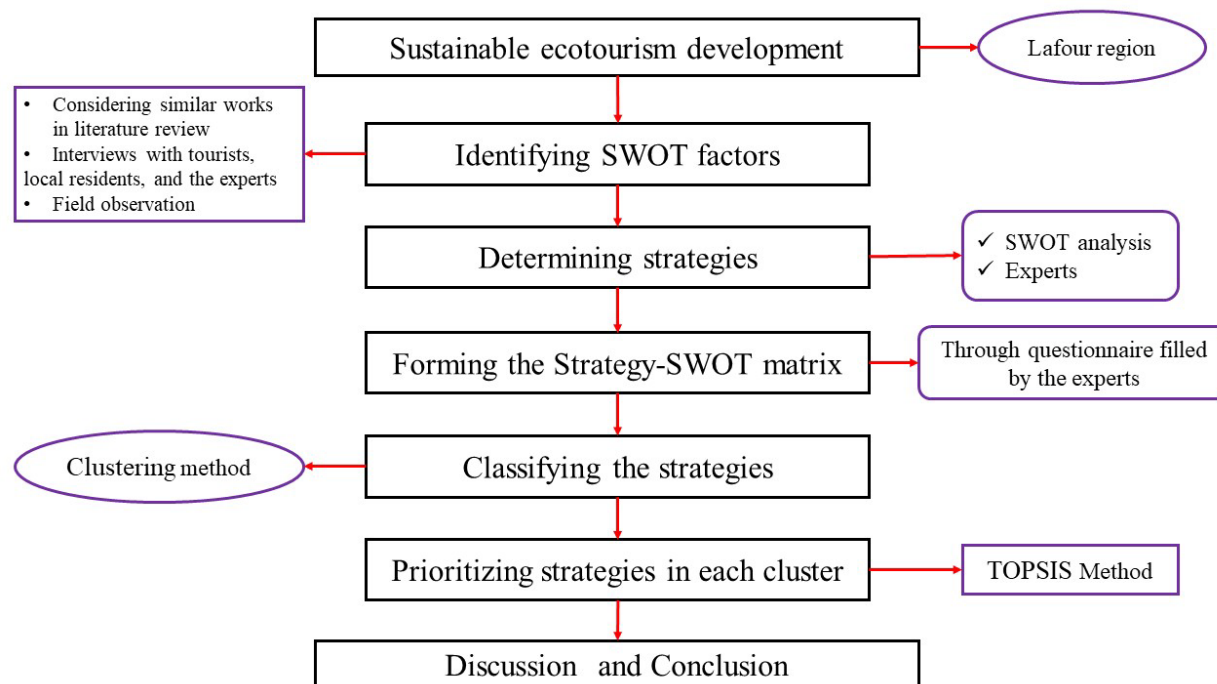 Sustainable ecotourism development
Lafour region
• Considering similar works
in literature review
• Interviews with tourists,
local residents, and the experts
• Field observation
Identifying SWOT factors
Determining strategies
✓ SWOT analysis
✓ Experts
Forming the Strategy-SWOT matrix
Through questionnaire filled
by the experts
Clustering method
Classifying the strategies
Prioritizing strategies in each cluster
TOPSIS Method
Discussion and Conclusion